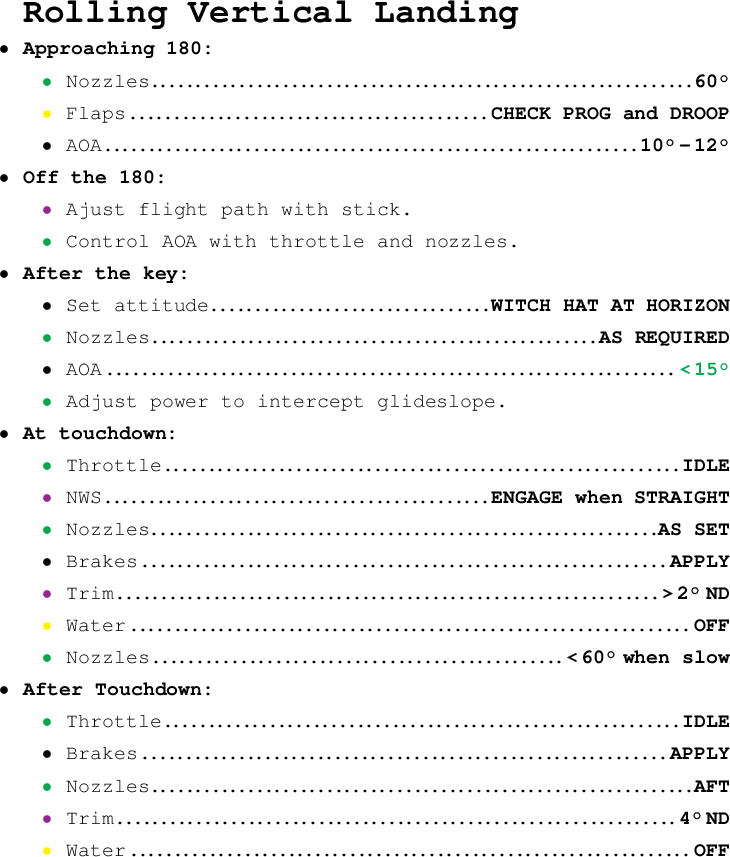 Rolling Vertical Landing
● Approaching 180:
● Nozzles................................................................60°
● Flaps..........................................CHECK PROG and DROOP
● AOA...............................................................10°–12°
● Off the 180:
● Ajust flight path with stick.
● Control AOA with throttle and nozzles.
● After the key:
● Set attitude................................WITCH HAT AT HORIZON
● Nozzles.....................................................AS REQUIRED
● AOA...................................................................<15°
● Adjust power to intercept glideslope.
● At touchdown:
● Throttle.............................................................IDLE
● NWS.............................................ENGAGE when STRAIGHT
● Nozzles............................................................AS SET
● Brakes..............................................................APPLY
● Trim................................................................>2° ND
● Water..................................................................OFF
● Nozzles................................................<60° when slow
● After Touchdown:
● Throttle.............................................................IDLE
● Brakes..............................................................APPLY
● Nozzles................................................................AFT
● Trim..................................................................4° ND
● Water..................................................................OFF